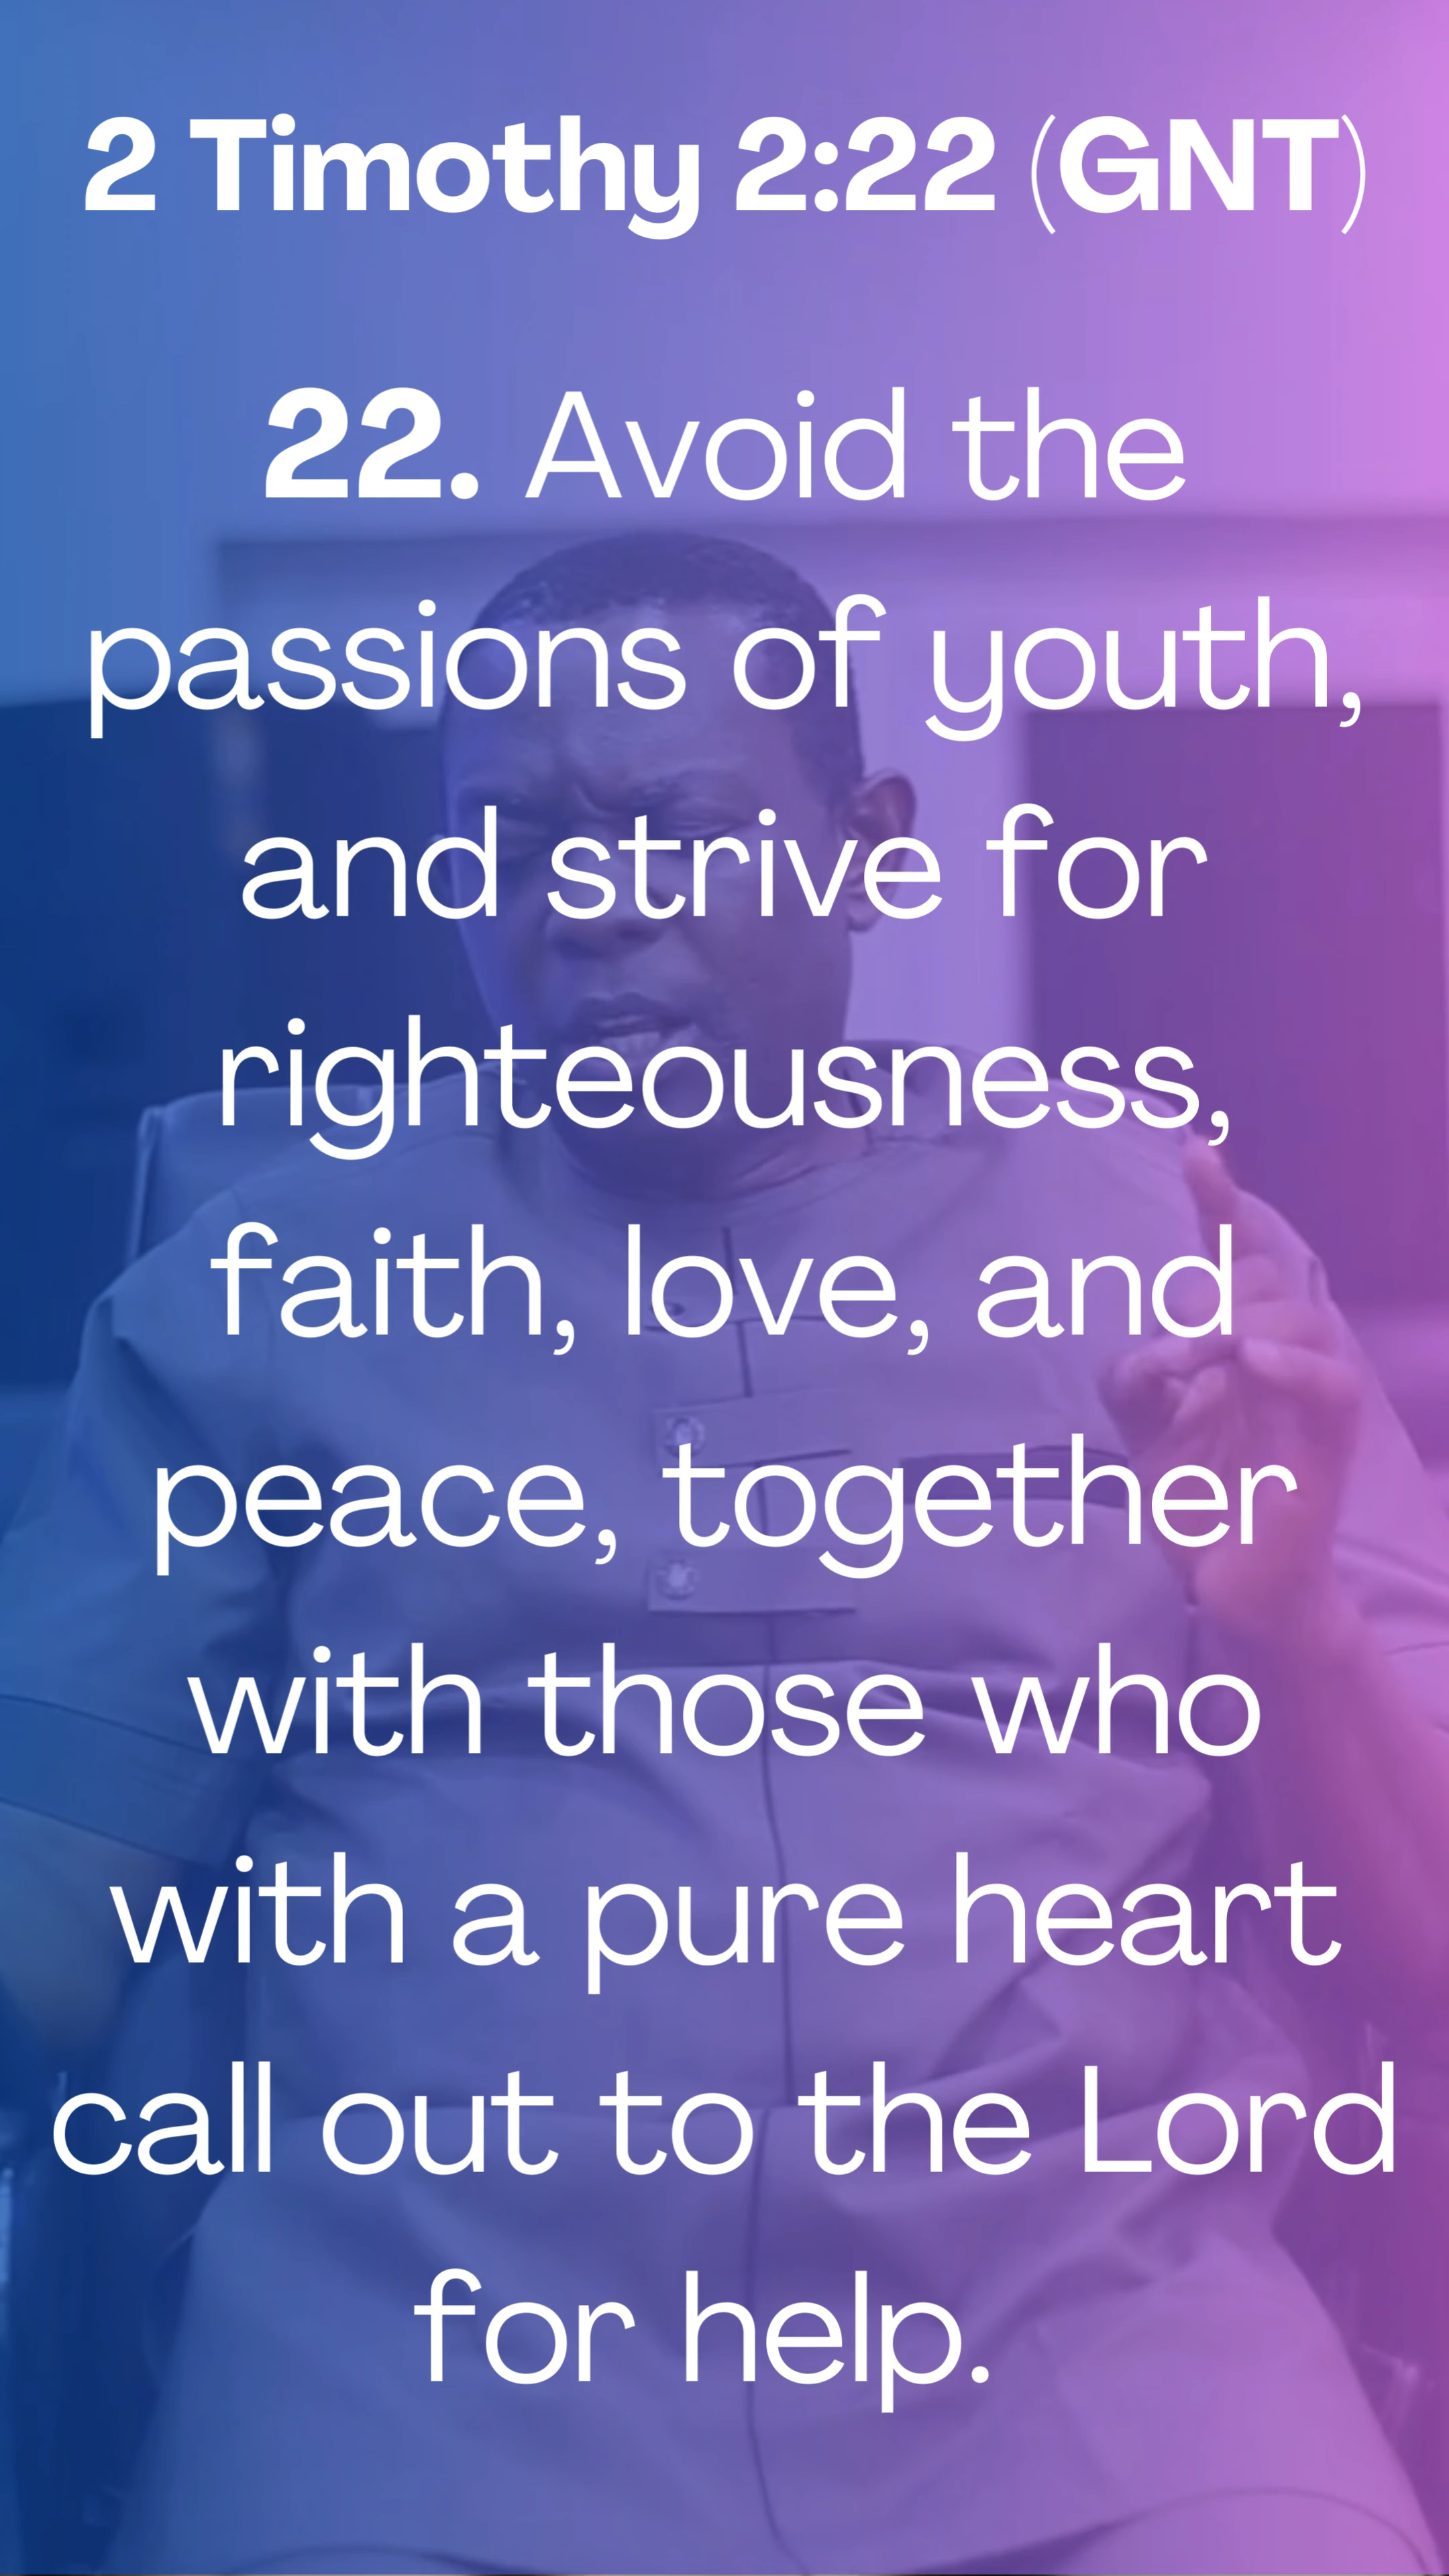 2 Timothy 2:22 (GNT)
22. Avoid the
passions of youth,
and strive for
righteousness,
faith, love, and
peace, together
with those who
with a pure heart
call out to the Lord
for help.